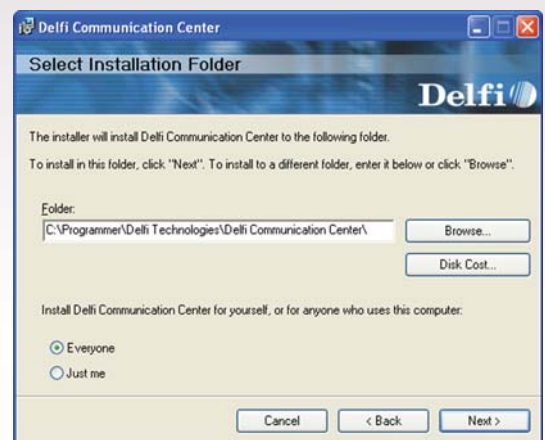 Delfi Communication Center
Select Installation Folder
Delfi
The installer will install Delfi Communication Center to the following folder.
To install in this folder, click "Next". To install to a different folder, enter it below or click "Browse".
Folder:
C:\Programmer\Delfi Technologies\Delfi Communication Center\
Browse...
Disk Cost...
Install Delfi Communication Center for yourself, or for anyone who uses this computer:
Everyone
Just me
Cancel
< Back
Next >